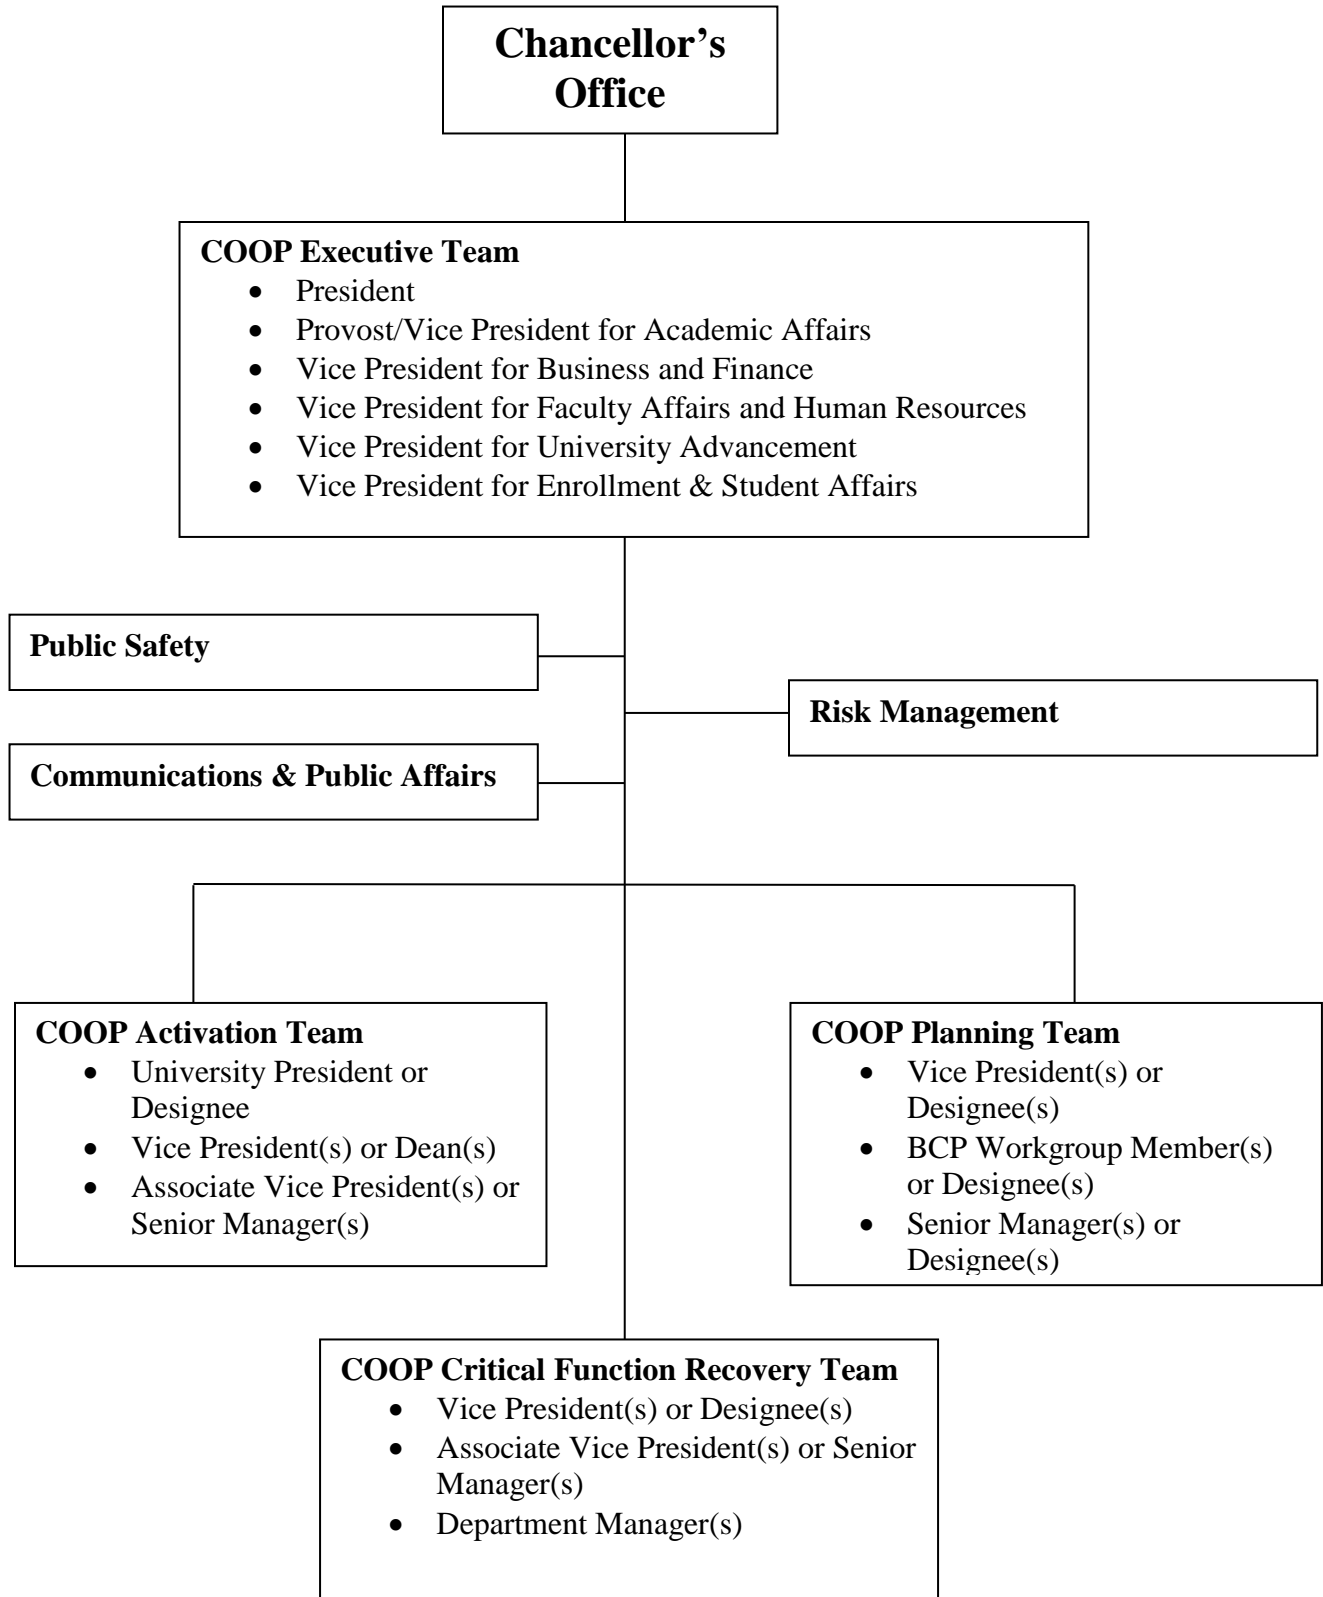 Chancellor’s
Office
COOP Executive Team
• President
• Provost/Vice President for Academic Affairs
• Vice President for Business and Finance
• Vice President for Faculty Affairs and Human Resources
• Vice President for University Advancement
• Vice President for Enrollment & Student Affairs
Public Safety
Risk Management
Communications & Public Affairs
COOP Activation Team
• University President or
Designee
• Vice President(s) or Dean(s)
• Associate Vice President(s) or
Senior Manager(s)
COOP Planning Team
• Vice President(s) or
Designee(s)
• BCP Workgroup Member(s)
or Designee(s)
• Senior Manager(s) or
Designee(s)
COOP Critical Function Recovery Team
• Vice President(s) or Designee(s)
• Associate Vice President(s) or Senior
Manager(s)
• Department Manager(s)